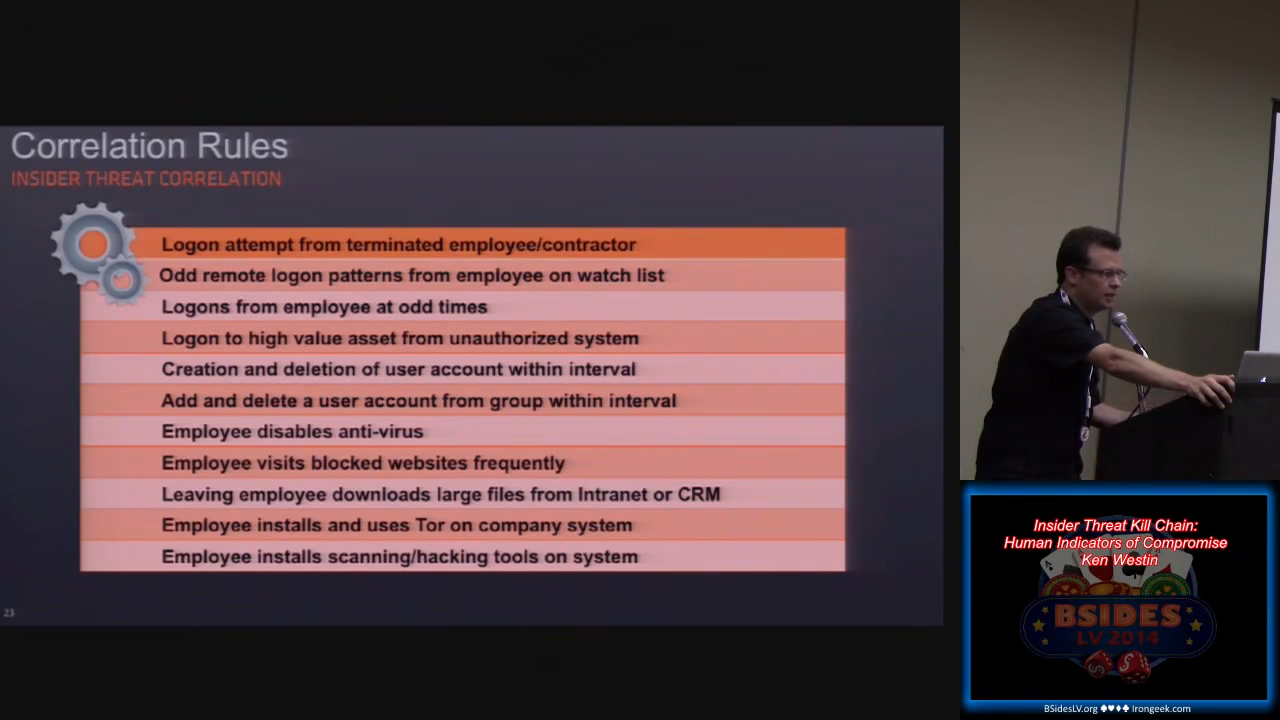 Correlation Rules
INSIDER THREAT CORRELATION
Logon attempt from terminated employee/contractor
Odd remote logon patterns from employee on watch list
Logons from employee at odd times
Logon to high value asset from unauthorized system
Creation and deletion of user account within interval
Add and delete a user account from group within interval
Employee disables anti-virus
Employee visits blocked websites frequently
Leaving employee downloads large files from Intranet or CRM
Employee installs and uses Tor on company system
Employee installs scanning/hacking tools on system
23
Insider Threat Kill Chain:
Human Indicators of Compromise
Ken Westin
BSIDES
LV 2014
BSidesLV.org ♠♥♦♣ Irongeek.com